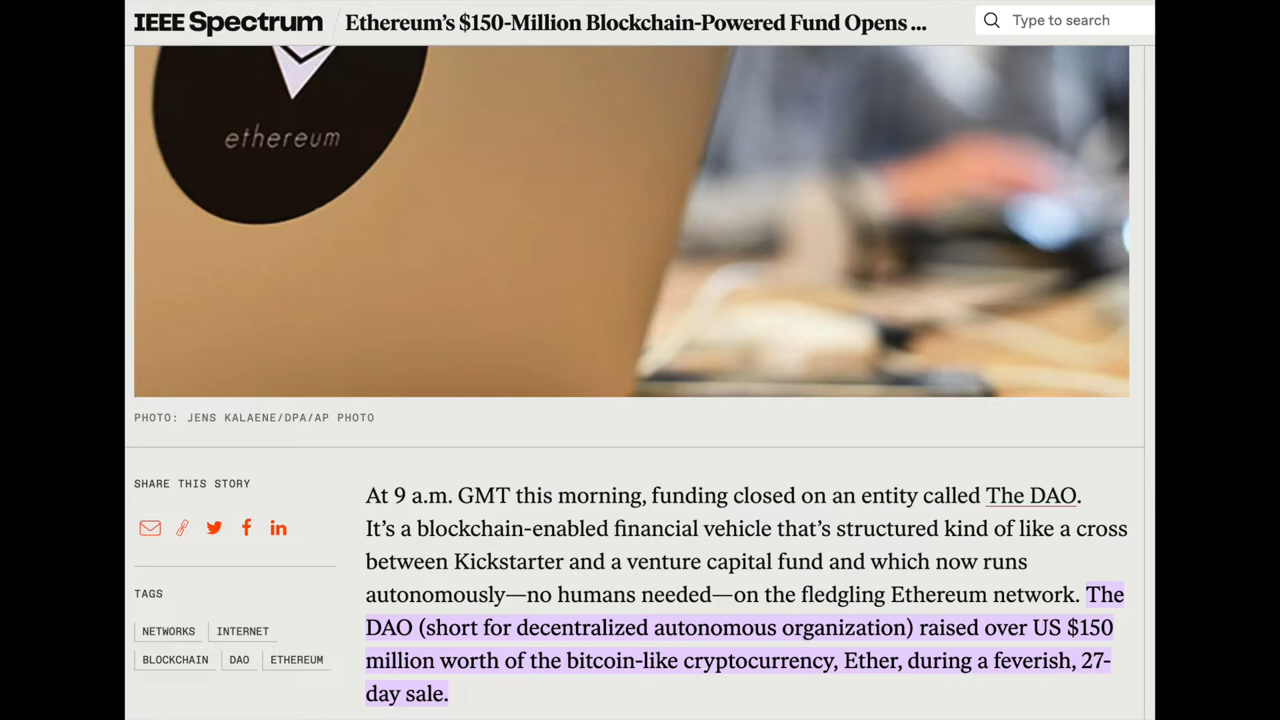 IEEE Spectrum
Ethereum’s $150-Million Blockchain-Powered Fund Opens ...
Type to search
ethereum
PHOTO: JENS KALAENE/DPA/AP PHOTO
SHARE THIS STORY
TAGS
NETWORKS
INTERNET
BLOCKCHAIN
DAO
ETHEREUM
At 9 a.m. GMT this morning, funding closed on an entity called The DAO.
It’s a blockchain-enabled financial vehicle that’s structured kind of like a cross
between Kickstarter and a venture capital fund and which now runs
autonomously—no humans needed—on the fledgling Ethereum network. The
DAO (short for decentralized autonomous organization) raised over US $150
million worth of the bitcoin-like cryptocurrency, Ether, during a feverish, 27-
day sale.